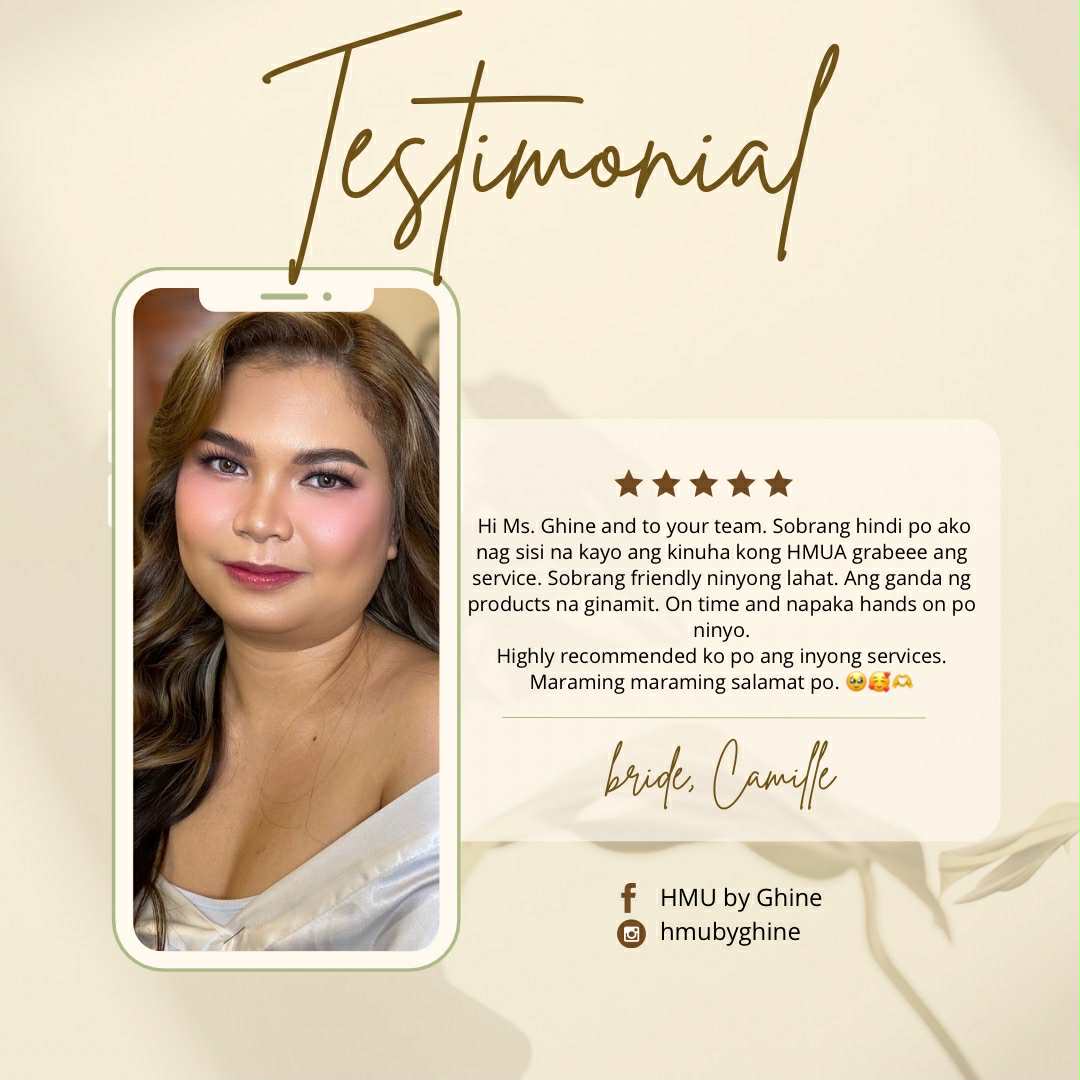 Testimonial
Hi Ms. Ghine and to your team. Sobrang hindi po ako
nag sisi na kayo ang kinuha kong HMUA grabeee ang
service. Sobrang friendly ninyong lahat. Ang ganda ng
products na ginamit. On time and napaka hands on po
ninyo.
Highly recommended ko po ang inyong services.
Maraming maraming salamat po. 🥹🥰🫶
bride, Camille
HMU by Ghine
hmubyghine